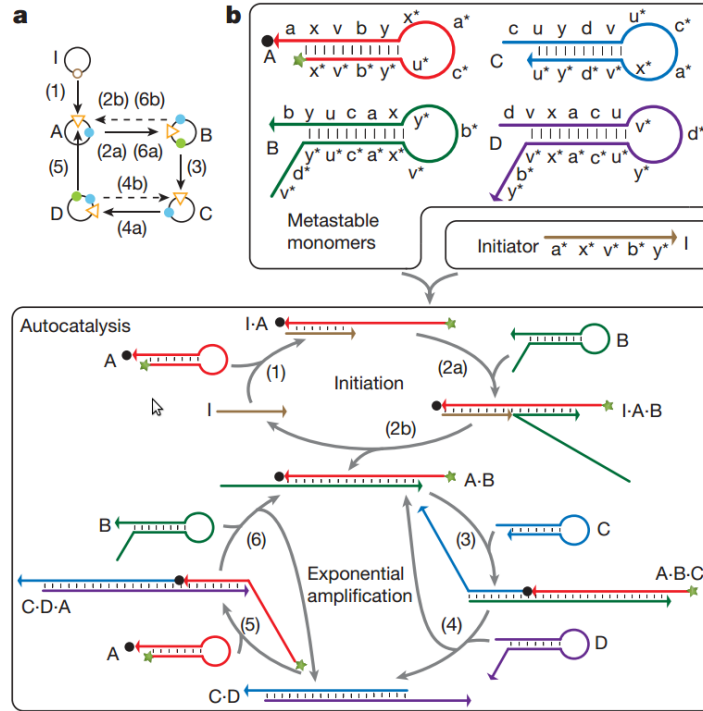 a
I
(1)
(2b) (6b)
A
B
(2a) (6a)
(5)
(3)
(4b)
D
C
(4a)
b
a x v b y x* a*
A
x* v* b* y* u* c*
c u y d v u* c*
C
u* y* d* v* x* a*
b y u c a x y* b*
B
y* u* c* a* x* v*
d*
v*
d v x a c u v* d*
D
v* x* a* c* u* y*
b*
y*
Metastable
monomers
Initiator
I
a* x* v* b* y*
Autocatalysis
I·A
A
(1)
(2a)
B
Initiation
I
I·A·B
(2b)
A·B
B
(6)
(3)
C
C·D·A
Exponential
amplification
A·B·C
A
(5)
(4)
D
C·D